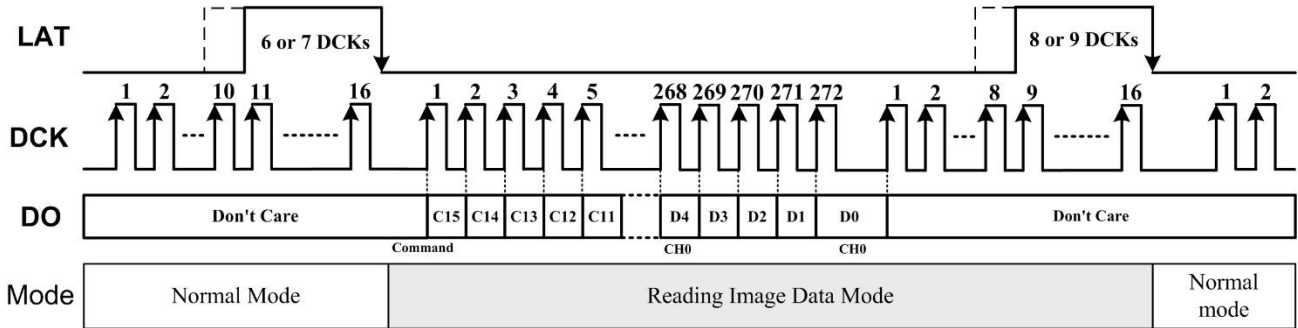 LAT 6 or 7 DCKs 8 or 9 DCKs
1 2 10 11 16 1 2 3 4 5 268 269 270 271 272 1 2 8 9 16 1 2
DCK
DO Don't Care C15 C14 C13 C12 C11 D4 D3 D2 D1 D0 Don't Care
Command CH0 CH0
Mode Normal Mode Reading Image Data Mode Normal
mode